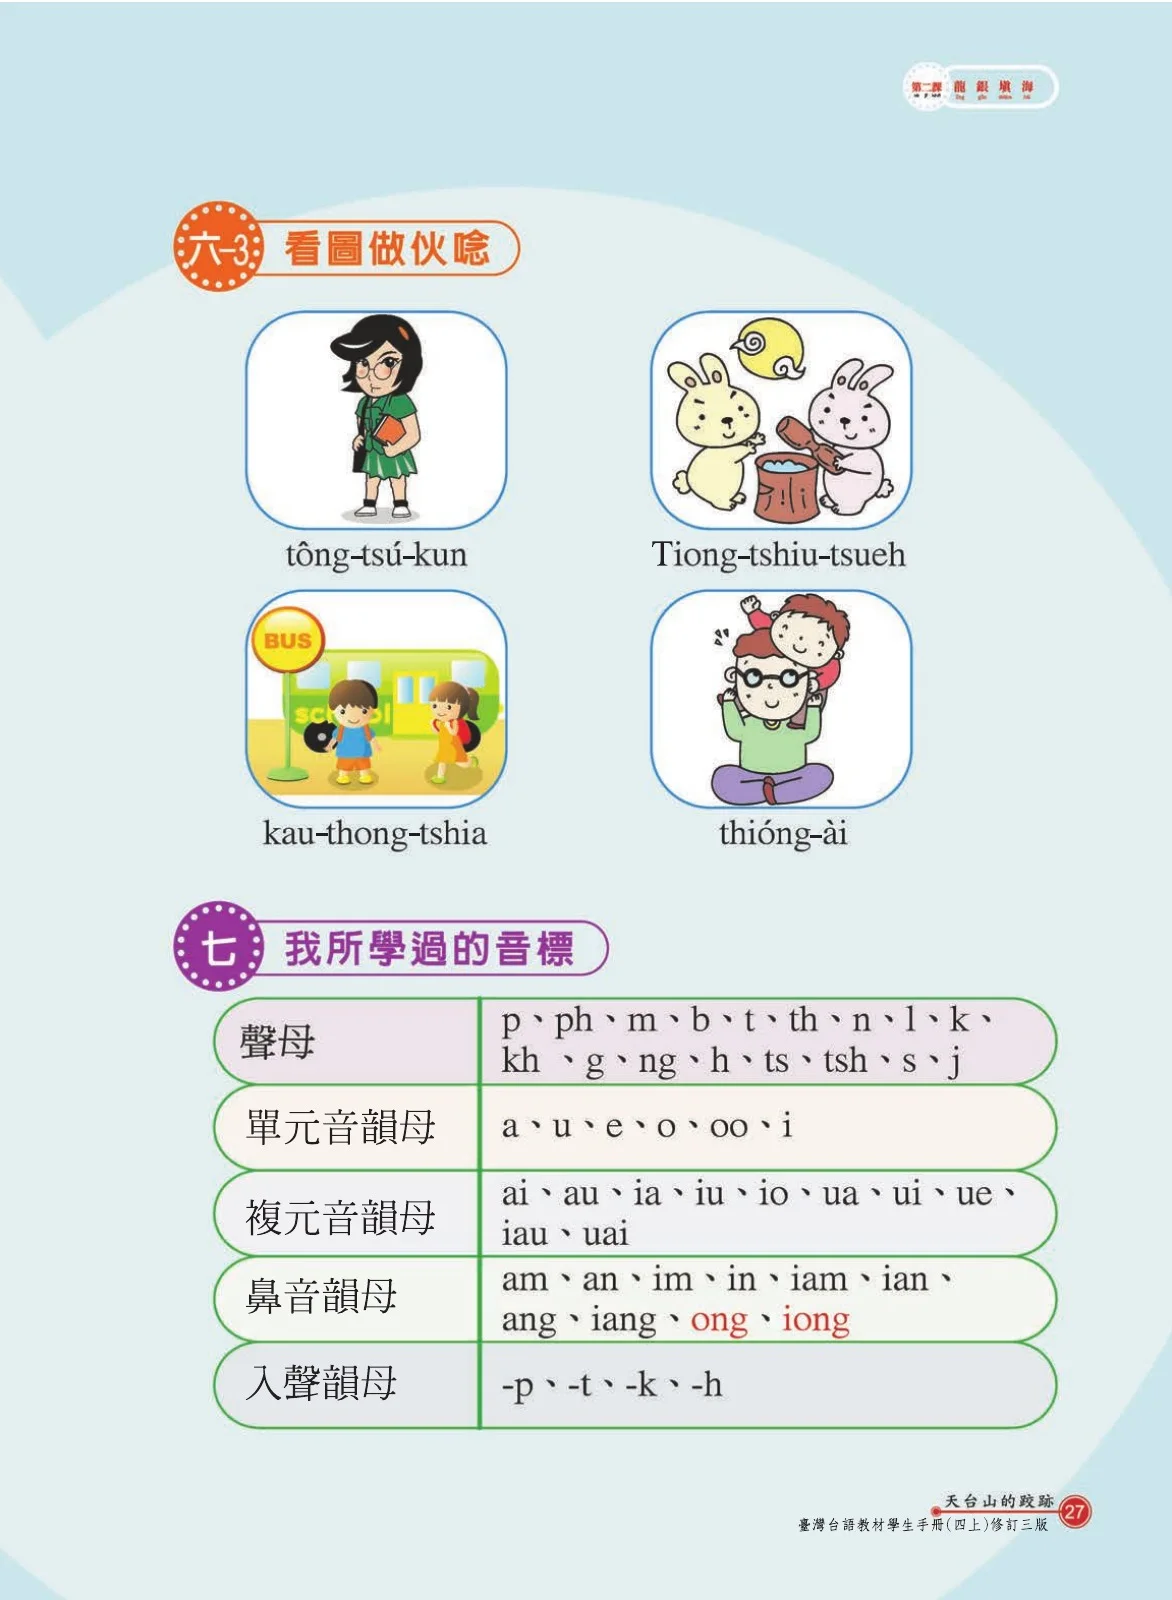 第二課 龍銀塡海
六-3 看圖做伙唸
tông-tsú-kun
Tiong-tshiu-tsueh
BUS
school
kau-thong-tshia
thióng-ài
七 我所學過的音標
聲母
p、ph、m、b、t、th、n、l、k、
kh、g、ng、h、ts、tsh、s、j
單元音韻母
a、u、e、o、oo、i
複元音韻母
ai、au、ia、iu、io、ua、ui、ue、
iau、uai
鼻音韻母
am、an、im、in、iam、ian、
ang、iang、ong、iong
入聲韻母
-p、-t、-k、-h
天台山的跤跡
27
臺灣台語教材學生手冊(四上)修訂三版